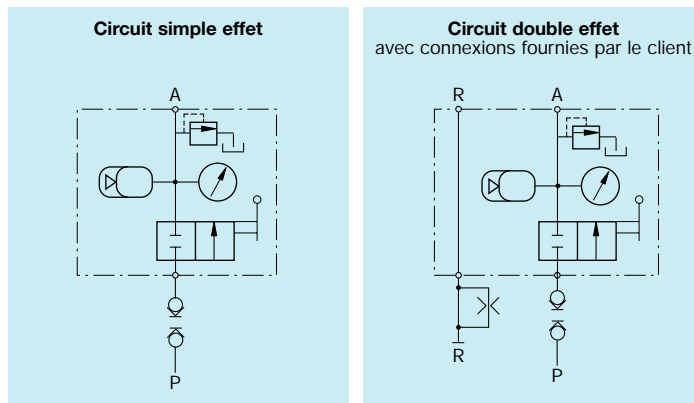 Circuit simple effet
A
P
Circuit double effet
avec connexions fournies par le client
R
A
R
P